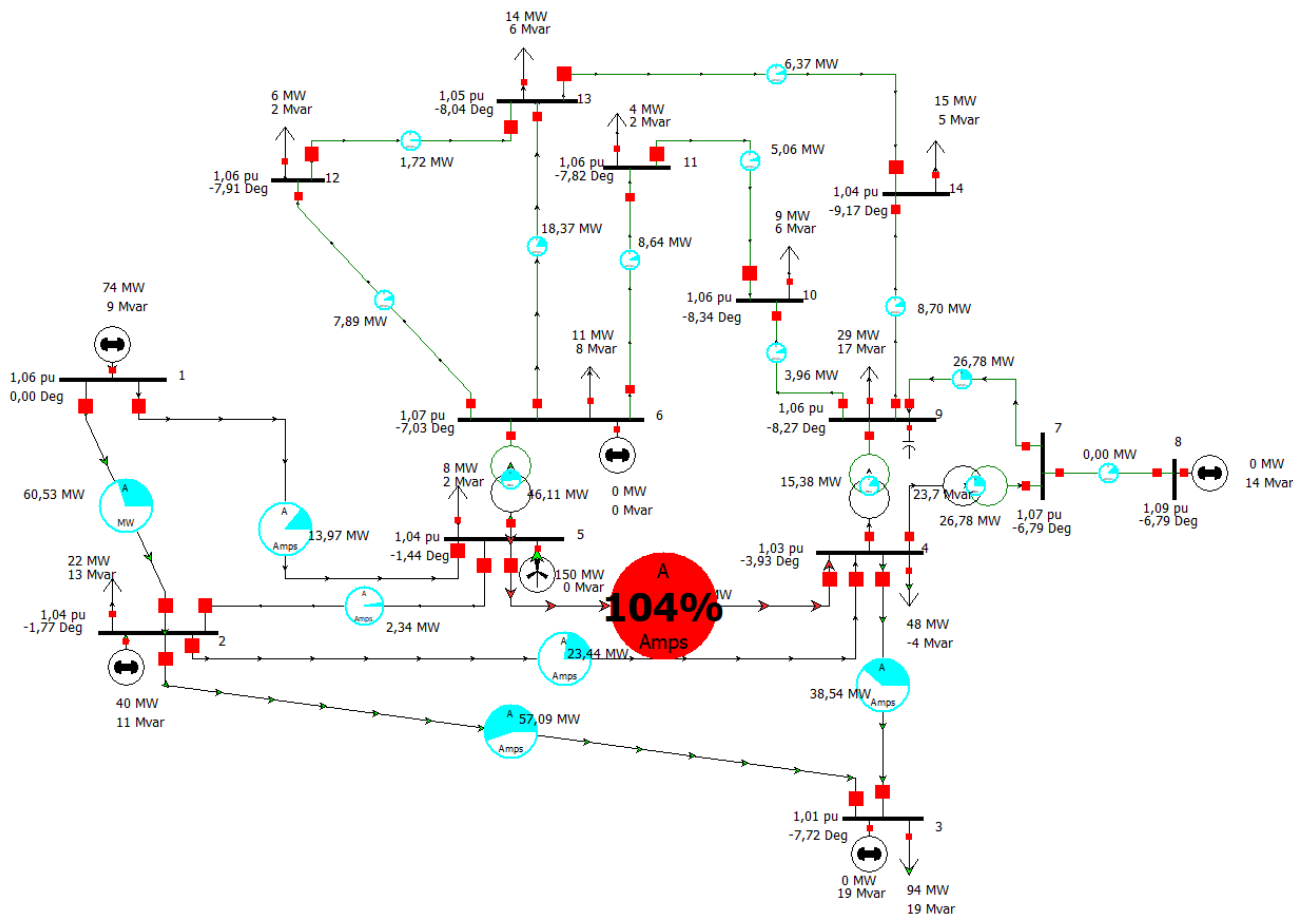 14 MW
6 Mvar
6,37 MW
1,05 pu
-8,04 Deg
13
6 MW
2 Mvar
1,72 MW
4 MW
2 Mvar
5,06 MW
15 MW
5 Mvar
1,06 pu
-7,91 Deg
12
1,06 pu
-7,82 Deg
11
1,04 pu
-9,17 Deg
14
18,37 MW
8,64 MW
9 MW
6 Mvar
1,06 pu
-8,34 Deg
10
7,89 MW
8,70 MW
74 MW
9 Mvar
1,06 pu
0,00 Deg
1
11 MW
8 Mvar
3,96 MW
29 MW
17 Mvar
26,78 MW
1,07 pu
-7,03 Deg
6
1,06 pu
-8,27 Deg
9
7
8
0,00 MW
0 MW
14 Mvar
60,53 MW
A
MW
A
Amps
13,97 MW
8 MW
2 Mvar
A
46,11 MW
0 MW
0 Mvar
A
15,38 MW
23,7 Mvar
26,78 MW
1,07 pu
-6,79 Deg
1,09 pu
-6,79 Deg
1,04 pu
-1,44 Deg
5
150 MW
0 Mvar
1,03 pu
-3,93 Deg
4
22 MW
13 Mvar
A
Amps
2,34 MW
A
104%
Amps
MW
48 MW
-4 Mvar
1,04 pu
-1,77 Deg
2
A
Amps
23,44 MW
40 MW
11 Mvar
A
Amps
57,09 MW
A
Amps
38,54 MW
1,01 pu
-7,72 Deg
3
0 MW
19 Mvar
94 MW
19 Mvar